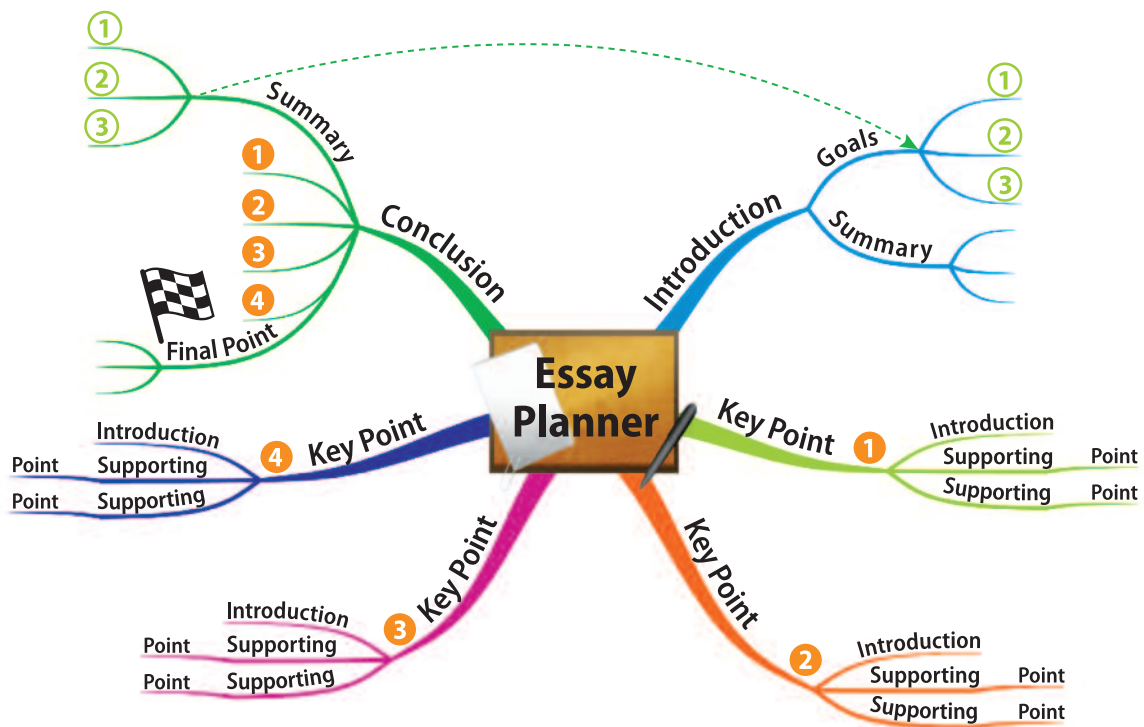 Essay
Planner
Introduction
Goals
1
2
3
Summary
Key Point
1
Introduction
Supporting
Point
Supporting
Point
Key Point
2
Introduction
Supporting
Point
Supporting
Point
Key Point
3
Introduction
Supporting
Point
Supporting
Point
Key Point
4
Introduction
Supporting
Point
Supporting
Point
Conclusion
Summary
1
2
3
1
2
3
4
Final Point